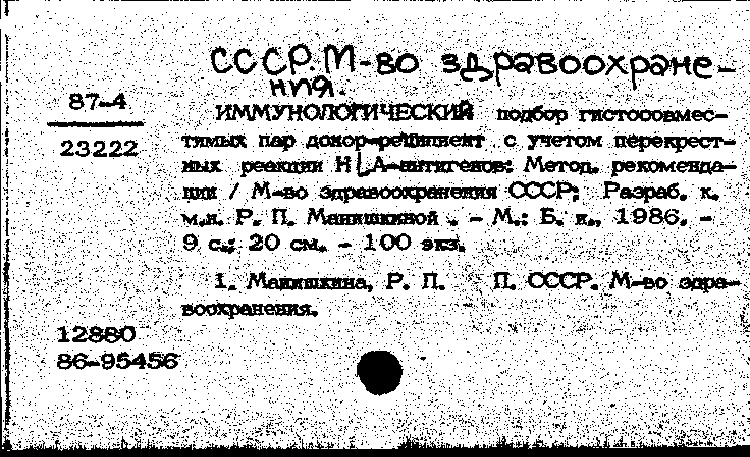 СССР. М-во здравоохране-
ния.
87-4
23222
ИММУНОЛОГИЧЕСКИЙ подбор гистосовмес-
тимых пар донор-реципиент с учетом перекрест-
ных реакции HLA-антигенов: Метод. рекоменда-
ции / М-во здравоохранения СССР; Разраб. к.
м.н. Р. П. Манишкиной . - М.: Б. и., 1986. -
9 с.; 20 см. - 100 экз.
1. Манишкина, Р. П. П. СССР. М-во здра-
воохранения.
12880
86-95456